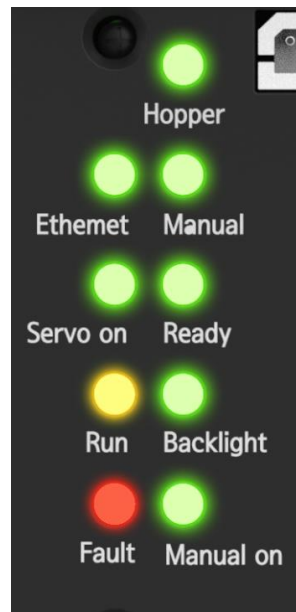 Hopper
Ethemet Manual
Servo on Ready
Run Backlight
Fault Manual on